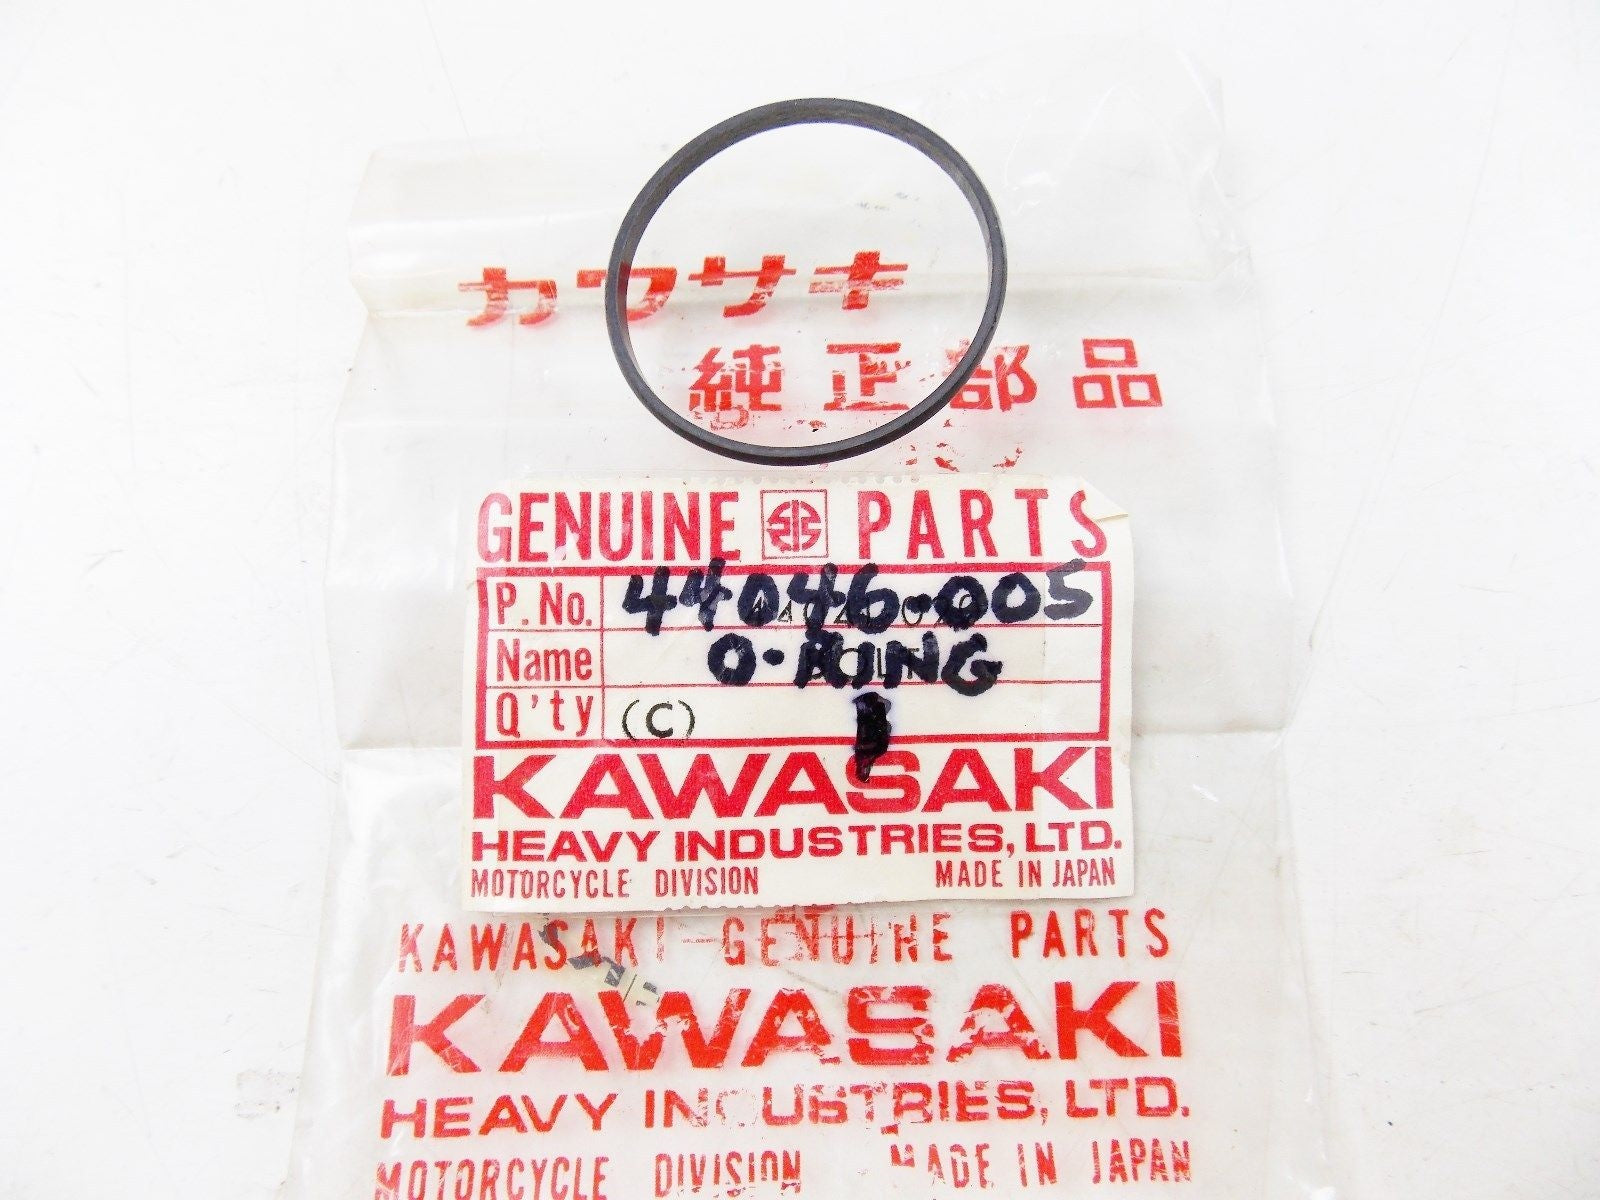 カワサキ
純正部品
GENUINE PARTS
P. No. 44046-005
Name O-RING
Q'ty (C) 1
KAWASAKI
HEAVY INDUSTRIES, LTD.
MOTORCYCLE DIVISION MADE IN JAPAN
KAWASAKI GENUINE PARTS
KAWASAKI
HEAVY INDUSTRIES, LTD.
MOTORCYCLE DIVISION MADE IN JAPAN